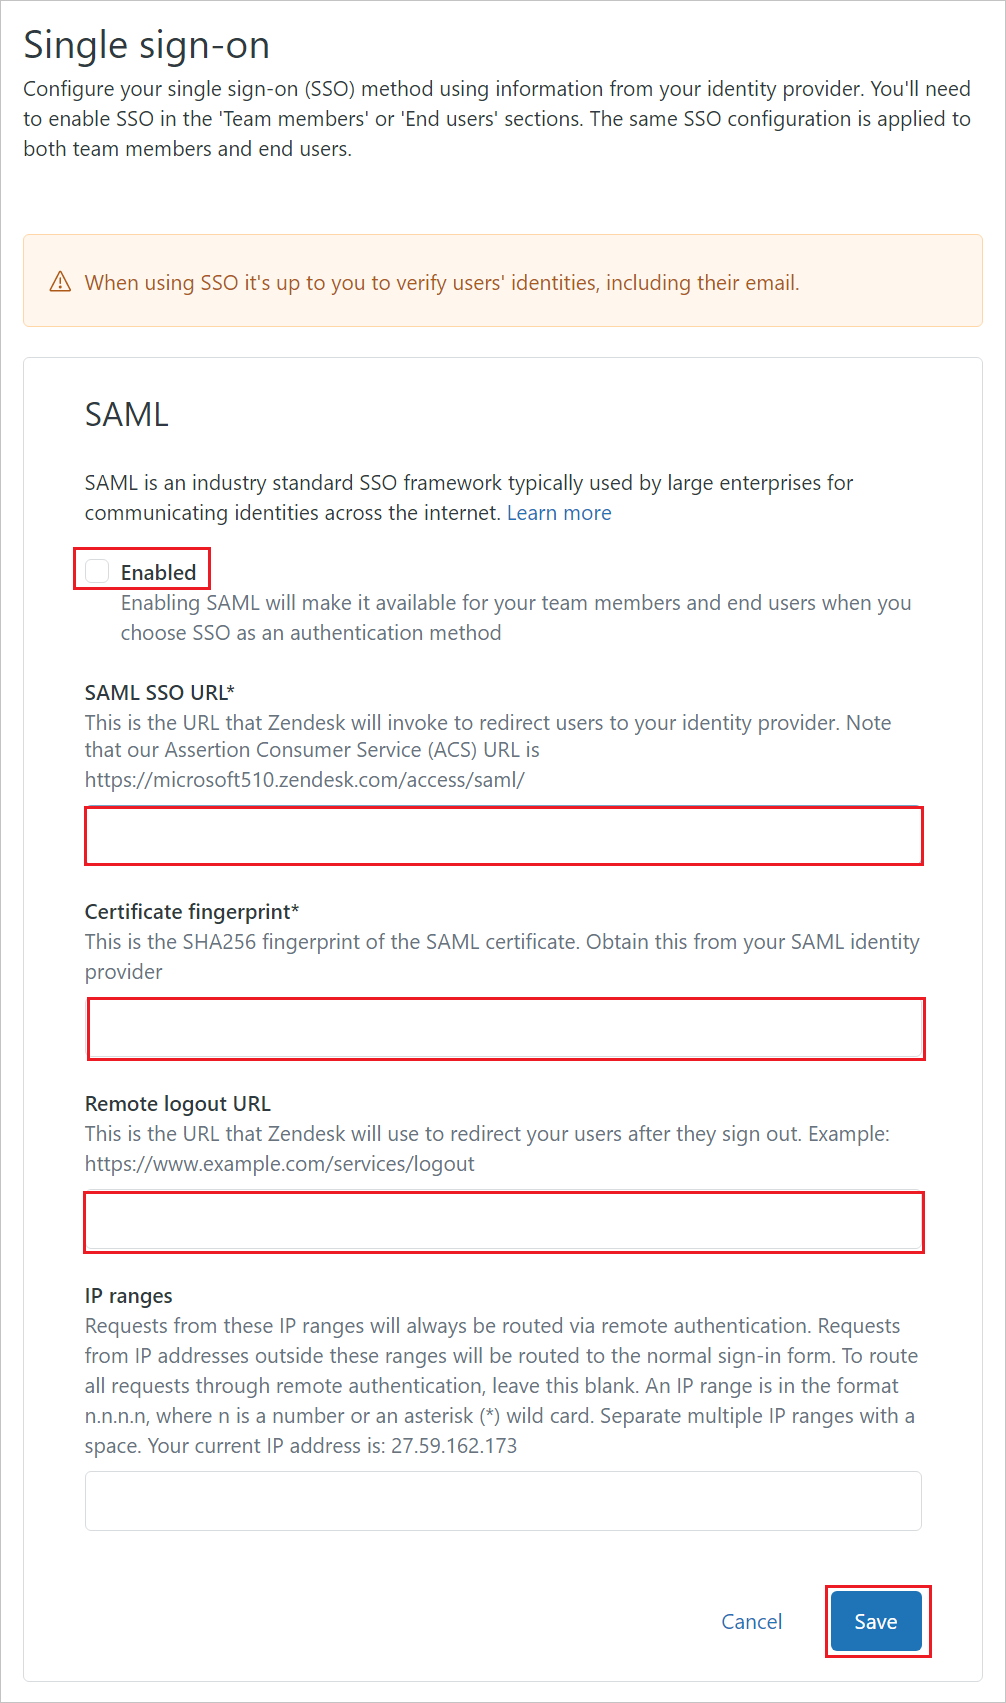 Single sign-on
Configure your single sign-on (SSO) method using information from your identity provider. You'll need
to enable SSO in the 'Team members' or 'End users' sections. The same SSO configuration is applied to
both team members and end users.
When using SSO it's up to you to verify users' identities, including their email.
SAML
SAML is an industry standard SSO framework typically used by large enterprises for
communicating identities across the internet. Learn more
Enabled
Enabling SAML will make it available for your team members and end users when you
choose SSO as an authentication method
SAML SSO URL*
This is the URL that Zendesk will invoke to redirect users to your identity provider. Note
that our Assertion Consumer Service (ACS) URL is
https://microsoft510.zendesk.com/access/saml/
Certificate fingerprint*
This is the SHA256 fingerprint of the SAML certificate. Obtain this from your SAML identity
provider
Remote logout URL
This is the URL that Zendesk will use to redirect your users after they sign out. Example:
https://www.example.com/services/logout
IP ranges
Requests from these IP ranges will always be routed via remote authentication. Requests
from IP addresses outside these ranges will be routed to the normal sign-in form. To route
all requests through remote authentication, leave this blank. An IP range is in the format
n.n.n.n, where n is a number or an asterisk (*) wild card. Separate multiple IP ranges with a
space. Your current IP address is: 27.59.162.173
Cancel
Save